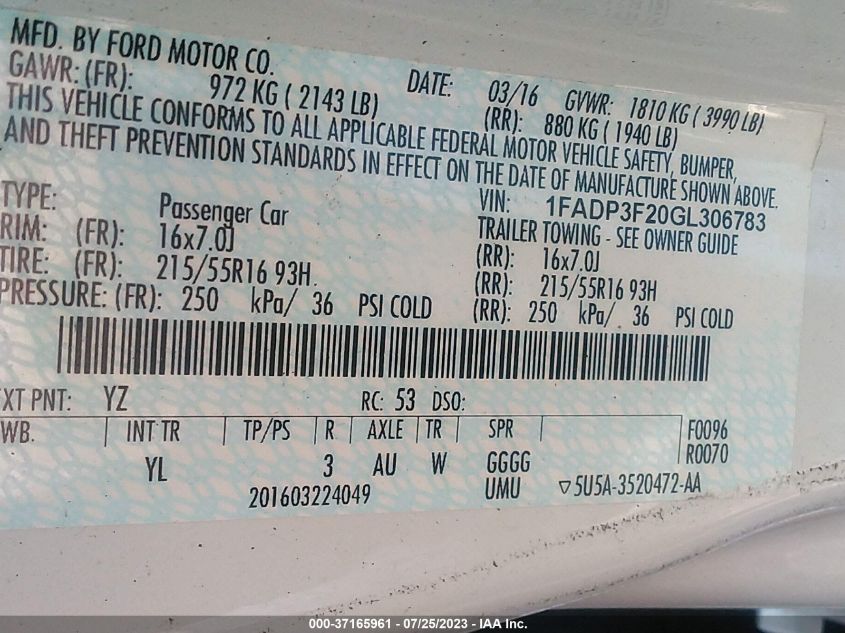 MFD. BY FORD MOTOR CO.
DATE: 03/16 GVWR: 1810 KG ( 3990 LB)
GAWR: (FR): 972 KG ( 2143 LB) (RR): 880 KG ( 1940 LB)
THIS VEHICLE CONFORMS TO ALL APPLICABLE FEDERAL MOTOR VEHICLE SAFETY, BUMPER,
AND THEFT PREVENTION STANDARDS IN EFFECT ON THE DATE OF MANUFACTURE SHOWN ABOVE.
VIN: 1FADP3F20GL306783
TYPE: Passenger Car TRAILER TOWING - SEE OWNER GUIDE
RIM: (FR): 16x7.0J (RR): 16x7.0J
TIRE: (FR): 215/55R16 93H (RR): 215/55R16 93H
PRESSURE: (FR): 250 kPa/ 36 PSI COLD (RR): 250 kPa/ 36 PSI COLD
XT PNT: YZ RC: 53 DSO:
WB. INT TR TP/PS R AXLE TR SPR F0096
YL 3 AU W GGGG R0070
201603224049 UMU ▽5U5A-3520472-AA
000-37165961 - 07/25/2023 - IAA Inc.